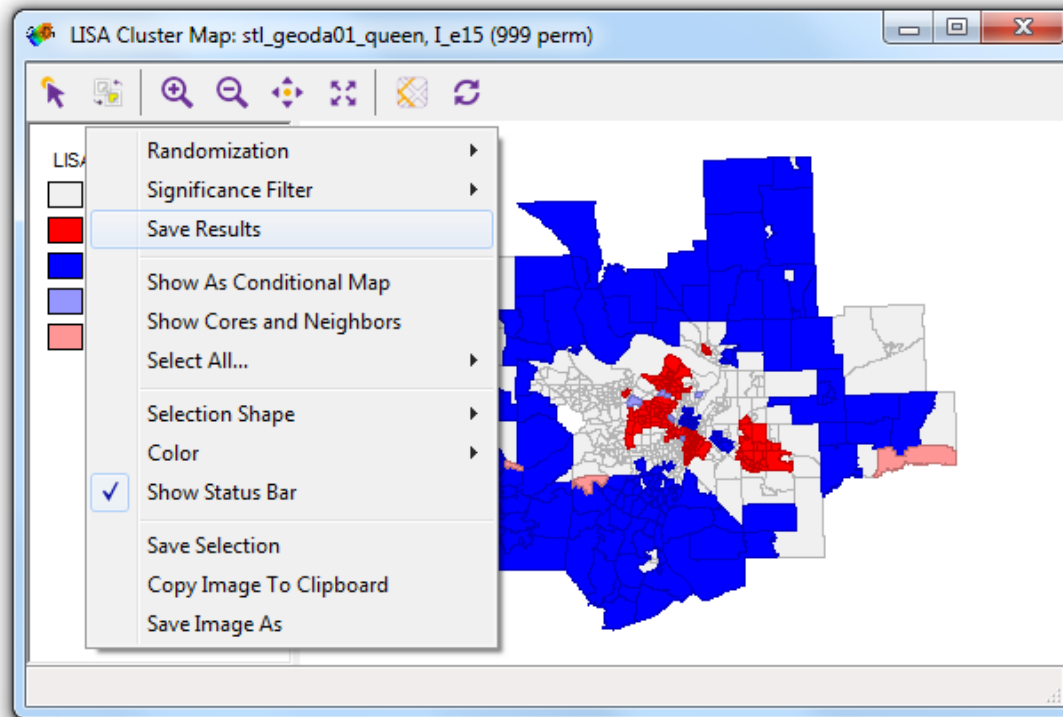 LISA Cluster Map: stl_geoda01_queen, I_e15 (999 perm)
Randomization
Significance Filter
Save Results
Show As Conditional Map
Show Cores and Neighbors
Select All...
Selection Shape
Color
Show Status Bar
Save Selection
Copy Image To Clipboard
Save Image As